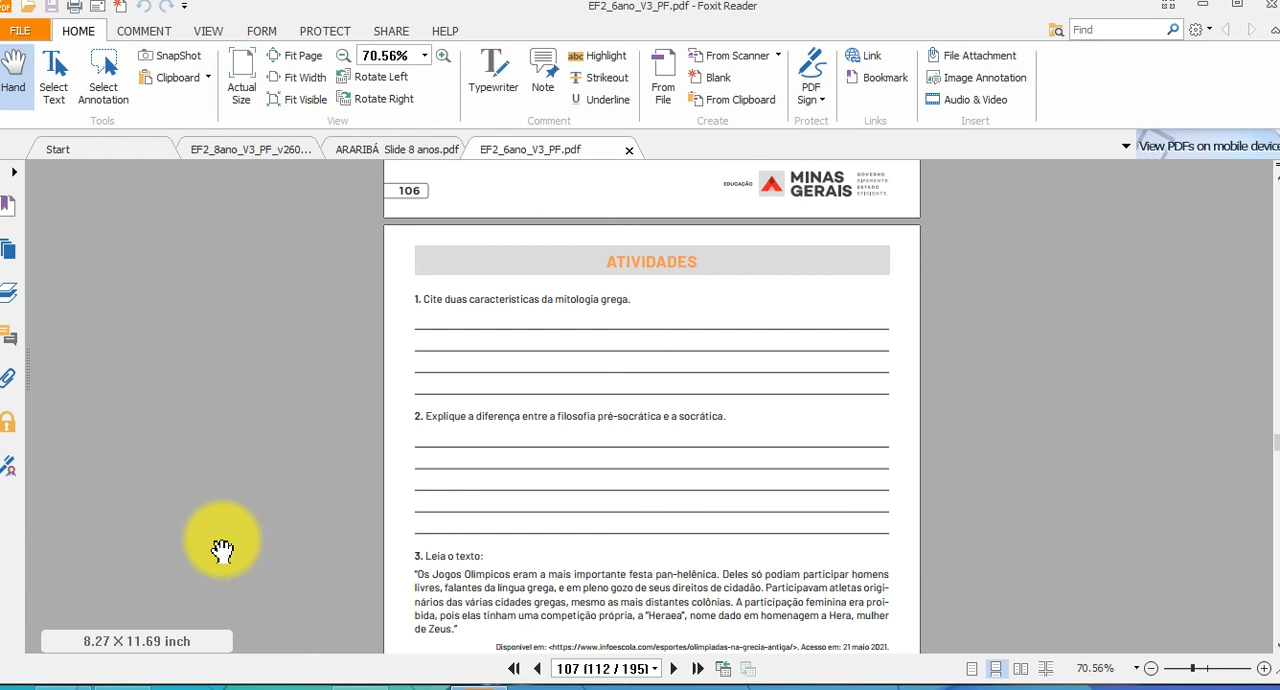 EF2_6ano_V3_PF.pdf - Foxit Reader
FILE HOME COMMENT VIEW FORM PROTECT SHARE HELP Find
Hand
Select Text
Select Annotation
SnapShot
Clipboard
Tools
Actual Size
Fit Page
Fit Width
Fit Visible
70.56%
Rotate Left
Rotate Right
View
Typewriter
Note
Highlight
Strikeout
Underline
Comment
From File
From Scanner
Blank
From Clipboard
Create
PDF Sign
Protect
Link
Bookmark
Links
File Attachment
Image Annotation
Audio & Video
Insert
Start EF2_8ano_V3_PF_v260... ARARIBÁ Slide 8 anos.pdf EF2_6ano_V3_PF.pdf View PDFs on mobile device
106
EDUCAÇÃO
MINAS GERAIS
GOVERNO
DIFERENTE.
ESTADO
EFICIENTE.
ATIVIDADES
1. Cite duas características da mitologia grega.
2. Explique a diferença entre a filosofia pré-socrática e a socrática.
3. Leia o texto:
"Os Jogos Olímpicos eram a mais importante festa pan-helênica. Deles só podiam participar homens
livres, falantes da língua grega, e em pleno gozo de seus direitos de cidadão. Participavam atletas origi-
nários das várias cidades gregas, mesmo as mais distantes colônias. A participação feminina era proi-
bida, pois elas tinham uma competição própria, a "Heraea", nome dado em homenagem a Hera, mulher
de Zeus."
Disponível em: <https://www.infoescola.com/esportes/olimpiadas-na-grecia-antiga/>. Acesso em: 21 maio 2021.
8.27 X 11.69 inch
107 (112 / 195)
70.56%